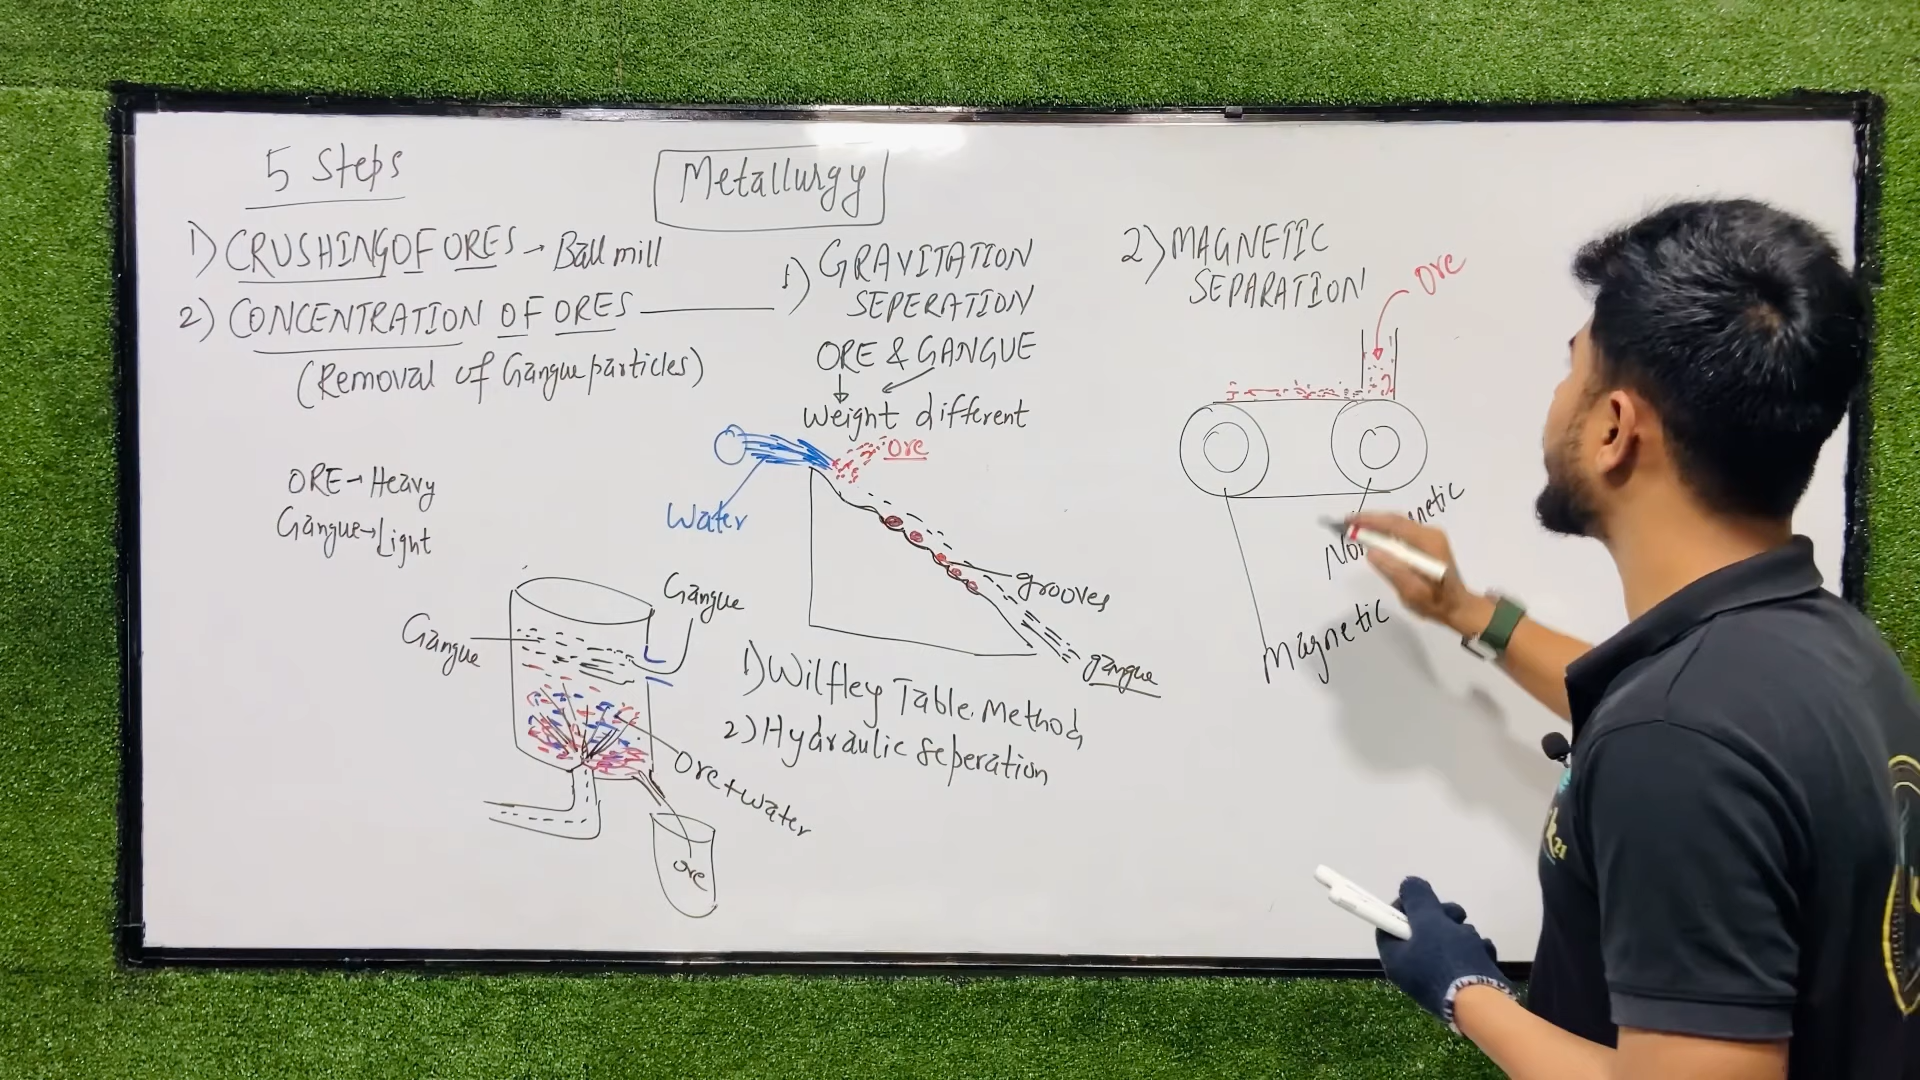 5 Steps
Metallurgy
1) CRUSHING OF ORES → Ball mill
2) CONCENTRATION OF ORES
(Removal of Gangue particles)
1) GRAVITATION
SEPERATION
ORE & GANGUE
Weight different
ore
Water
grooves
gangue
1) Wilfley Table Method
2) Hydraulic Seperation
ORE → Heavy
Gangue → Light
Gangue
Gangue
Ore + water
ore
2) MAGNETIC
SEPARATION
ore
Magnetic